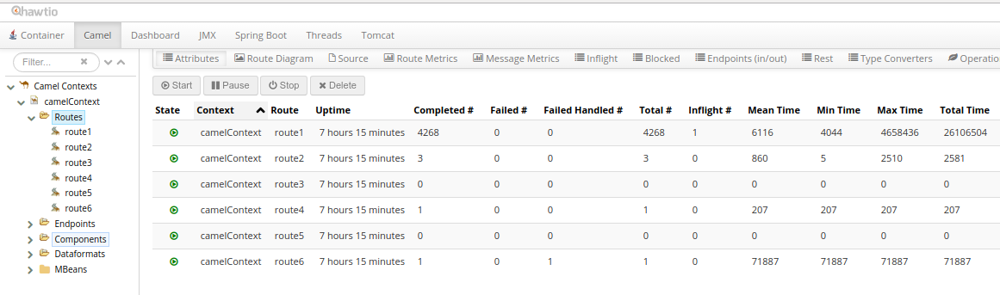 hawtio
Container Camel Dashboard JMX Spring Boot Threads Tomcat
Filter...
Attributes Route Diagram Source Route Metrics Message Metrics Inflight Blocked Endpoints (in/out) Rest Type Converters Operatio
Start Pause Stop Delete
Camel Contexts
camelContext
Routes
route1
route2
route3
route4
route5
route6
Endpoints
Components
Dataformats
MBeans
State Context Route Uptime Completed # Failed # Failed Handled # Total # Inflight # Mean Time Min Time Max Time Total Time
camelContext route1 7 hours 15 minutes 4268 0 0 4268 1 6116 4044 4658436 26106504
camelContext route2 7 hours 15 minutes 3 0 0 3 0 860 5 2510 2581
camelContext route3 7 hours 15 minutes 0 0 0 0 0 0 0 0 0
camelContext route4 7 hours 15 minutes 1 0 0 1 0 207 207 207 207
camelContext route5 7 hours 15 minutes 0 0 0 0 0 0 0 0 0
camelContext route6 7 hours 15 minutes 1 0 1 1 0 71887 71887 71887 71887